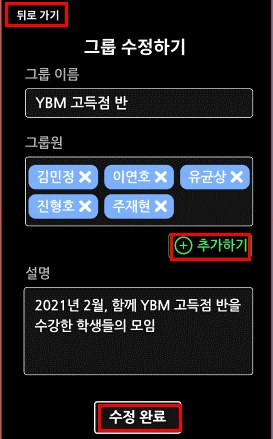 뒤로 가기
그룹 수정하기
그룹 이름
YBM 고득점 반
그룹원
김민정 × 이연호 × 유균상 ×
진형호 × 주재현 ×
추가하기
설명
2021년 2월, 함께 YBM 고득점 반을
수강한 학생들의 모임
수정 완료